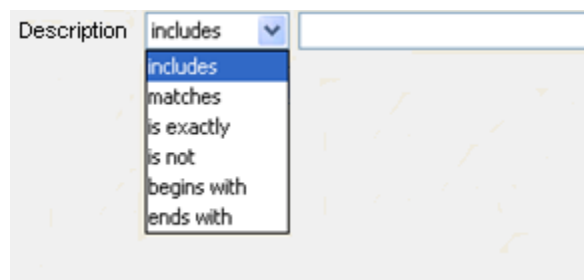 Description includes
includes
matches
is exactly
is not
begins with
ends with